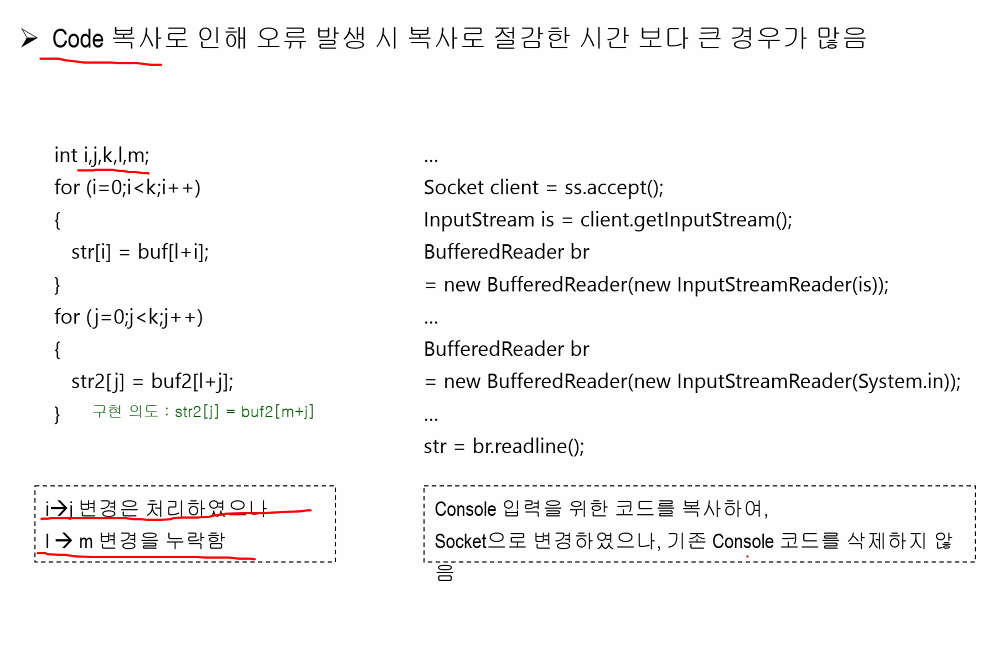 ➢ Code 복사로 인해 오류 발생 시 복사로 절감한 시간 보다 큰 경우가 많음
int i,j,k,l,m;
for (i=0;i<k;i++)
{
str[i] = buf[l+i];
}
for (j=0;j<k;j++)
{
str2[j] = buf2[l+j];
}
구현 의도 : str2[j] = buf2[m+j]
i→j 변경은 처리하였으나
l → m 변경을 누락함
...
Socket client = ss.accept();
InputStream is = client.getInputStream();
BufferedReader br
= new BufferedReader(new InputStreamReader(is));
...
BufferedReader br
= new BufferedReader(new InputStreamReader(System.in));
...
str = br.readline();
Console 입력을 위한 코드를 복사하여,
Socket으로 변경하였으나, 기존 Console 코드를 삭제하지 않
음